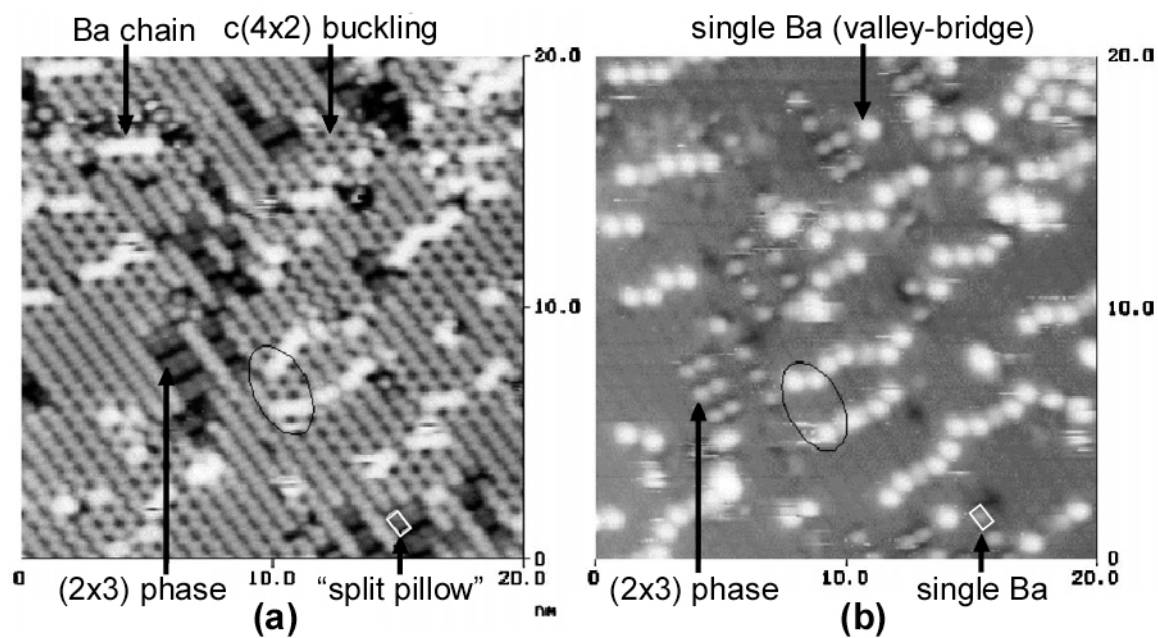 Ba chain
c(4x2) buckling
single Ba (valley-bridge)
20.0
20.0
10.0
10.0
0
0
0
10.0
20.0
0
10.0
20.0
(2x3) phase
"split pillow"
(2x3) phase
single Ba
NM
(a)
(b)